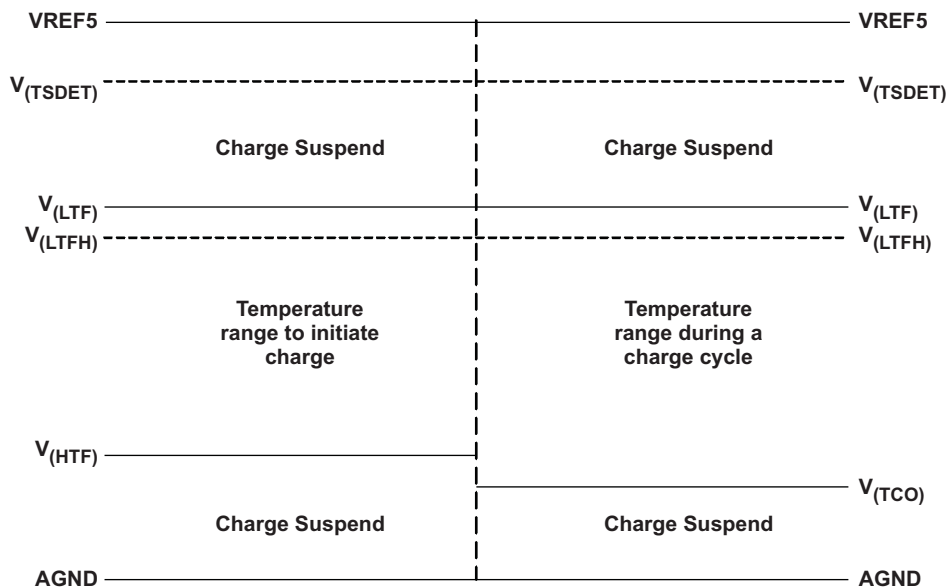 VREF5 VREF5
V(TSDET) V(TSDET)
Charge Suspend Charge Suspend
V(LTF) V(LTF)
V(LTFH) V(LTFH)
Temperature
range to initiate
charge
Temperature
range during a
charge cycle
V(HTF)
V(TCO)
Charge Suspend Charge Suspend
AGND AGND